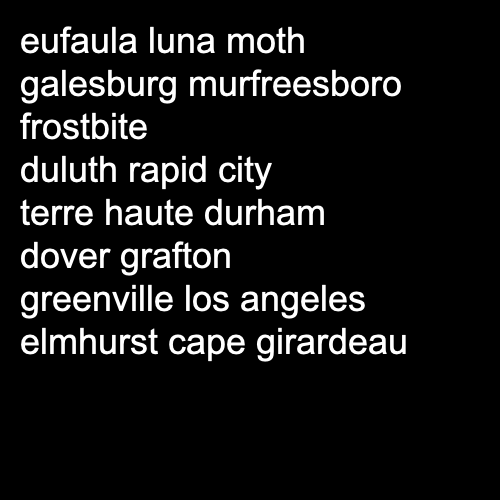 eufaula luna moth
galesburg murfreesboro
frostbite
duluth rapid city
terre haute durham
dover grafton
greenville los angeles
elmhurst cape girardeau